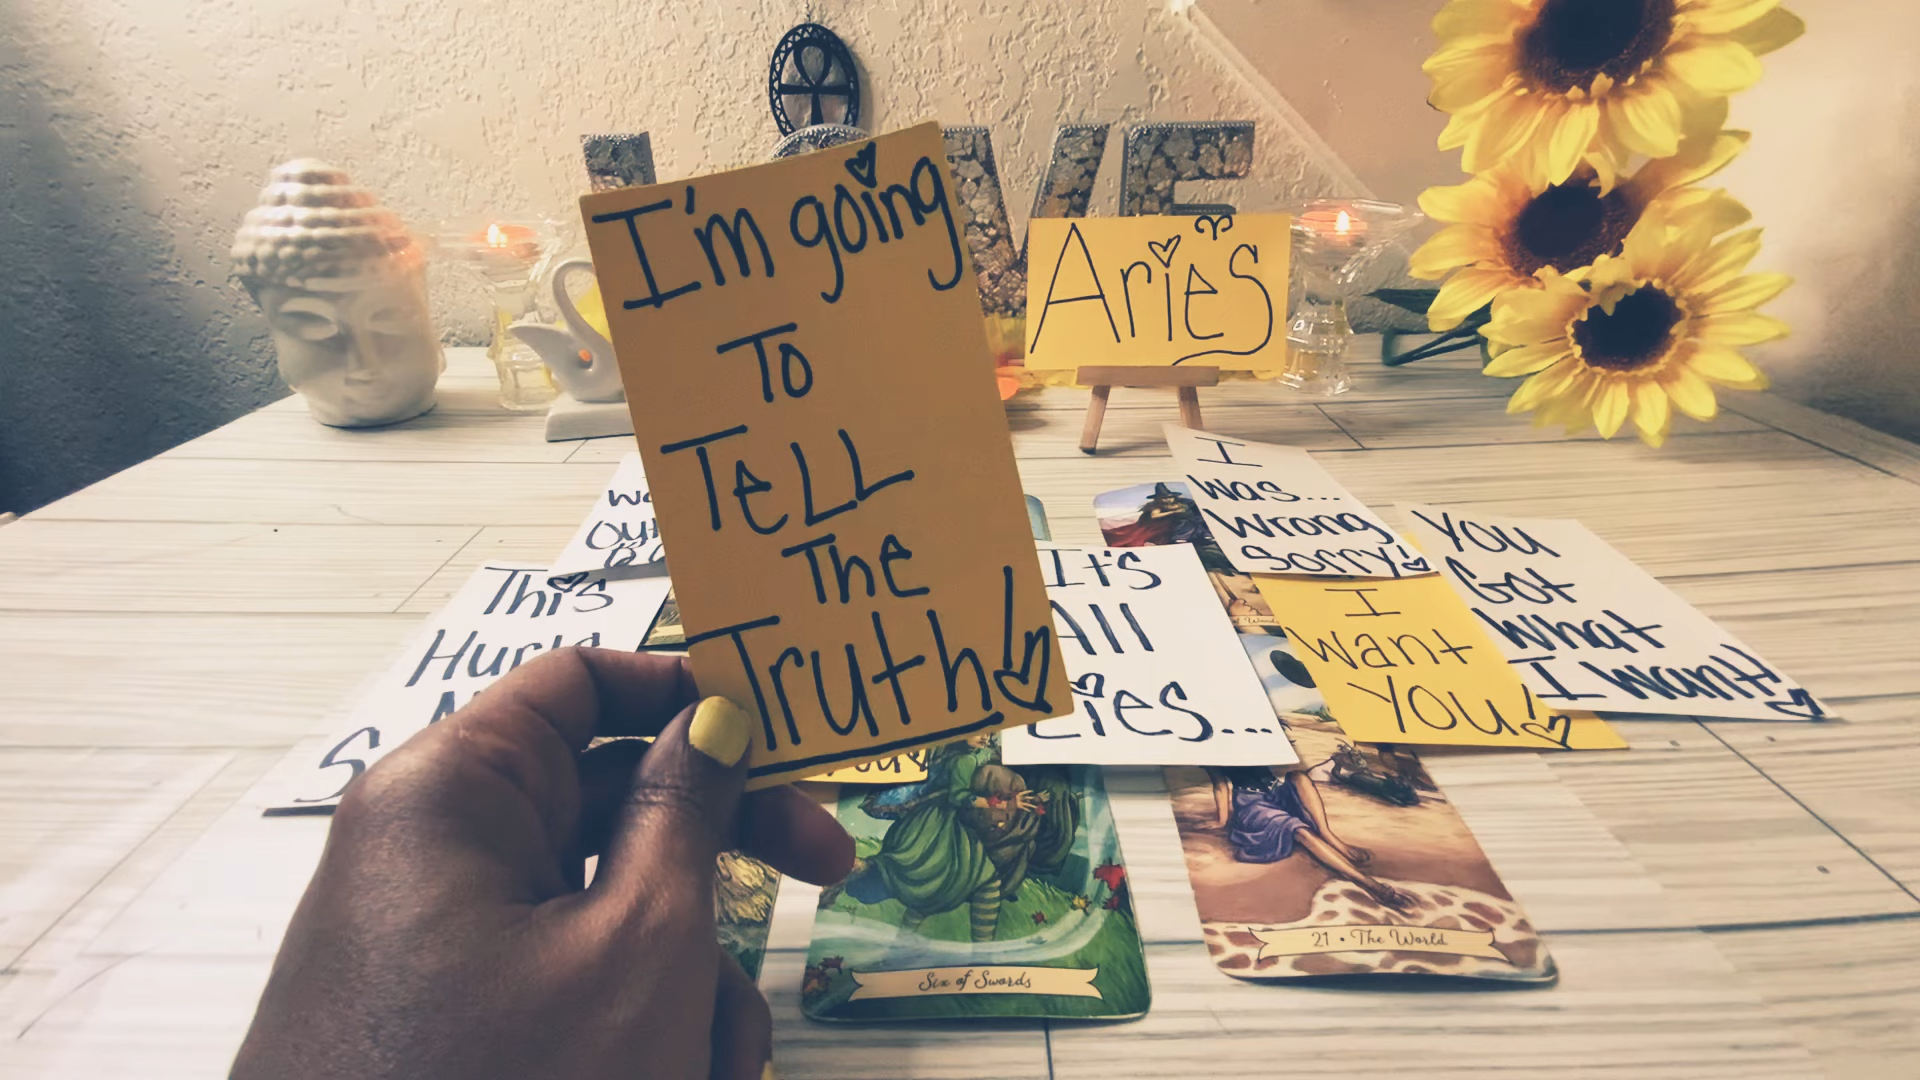 I'm going
To
Tell
The
Truth!
Aries
This
I
Was...
Wrong
Sorry!
You
Got
What
I Want!
It's
All
Lies...
I
Want
You!
Six of Swords
21 • The World